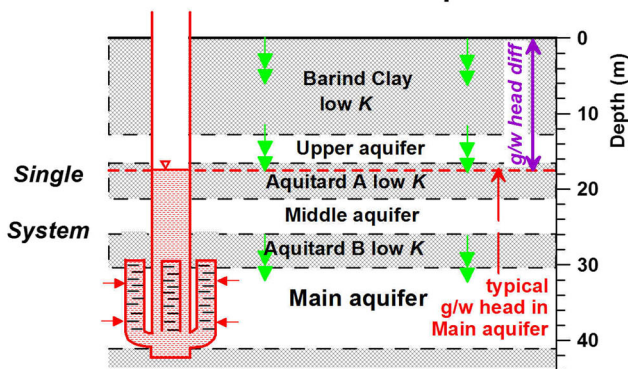 Barind Clay
low K
Upper aquifer
Single
Aquitard A low K
Middle aquifer
System
Aquitard B low K
Main aquifer
typical
g/w head in
Main aquifer
g/w head diff
0
10
20
30
40
Depth (m)